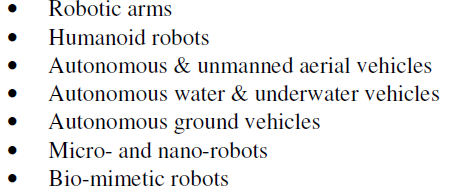 • Robotic arms
• Humanoid robots
• Autonomous & unmanned aerial vehicles
• Autonomous water & underwater vehicles
• Autonomous ground vehicles
• Micro- and nano-robots
• Bio-mimetic robots